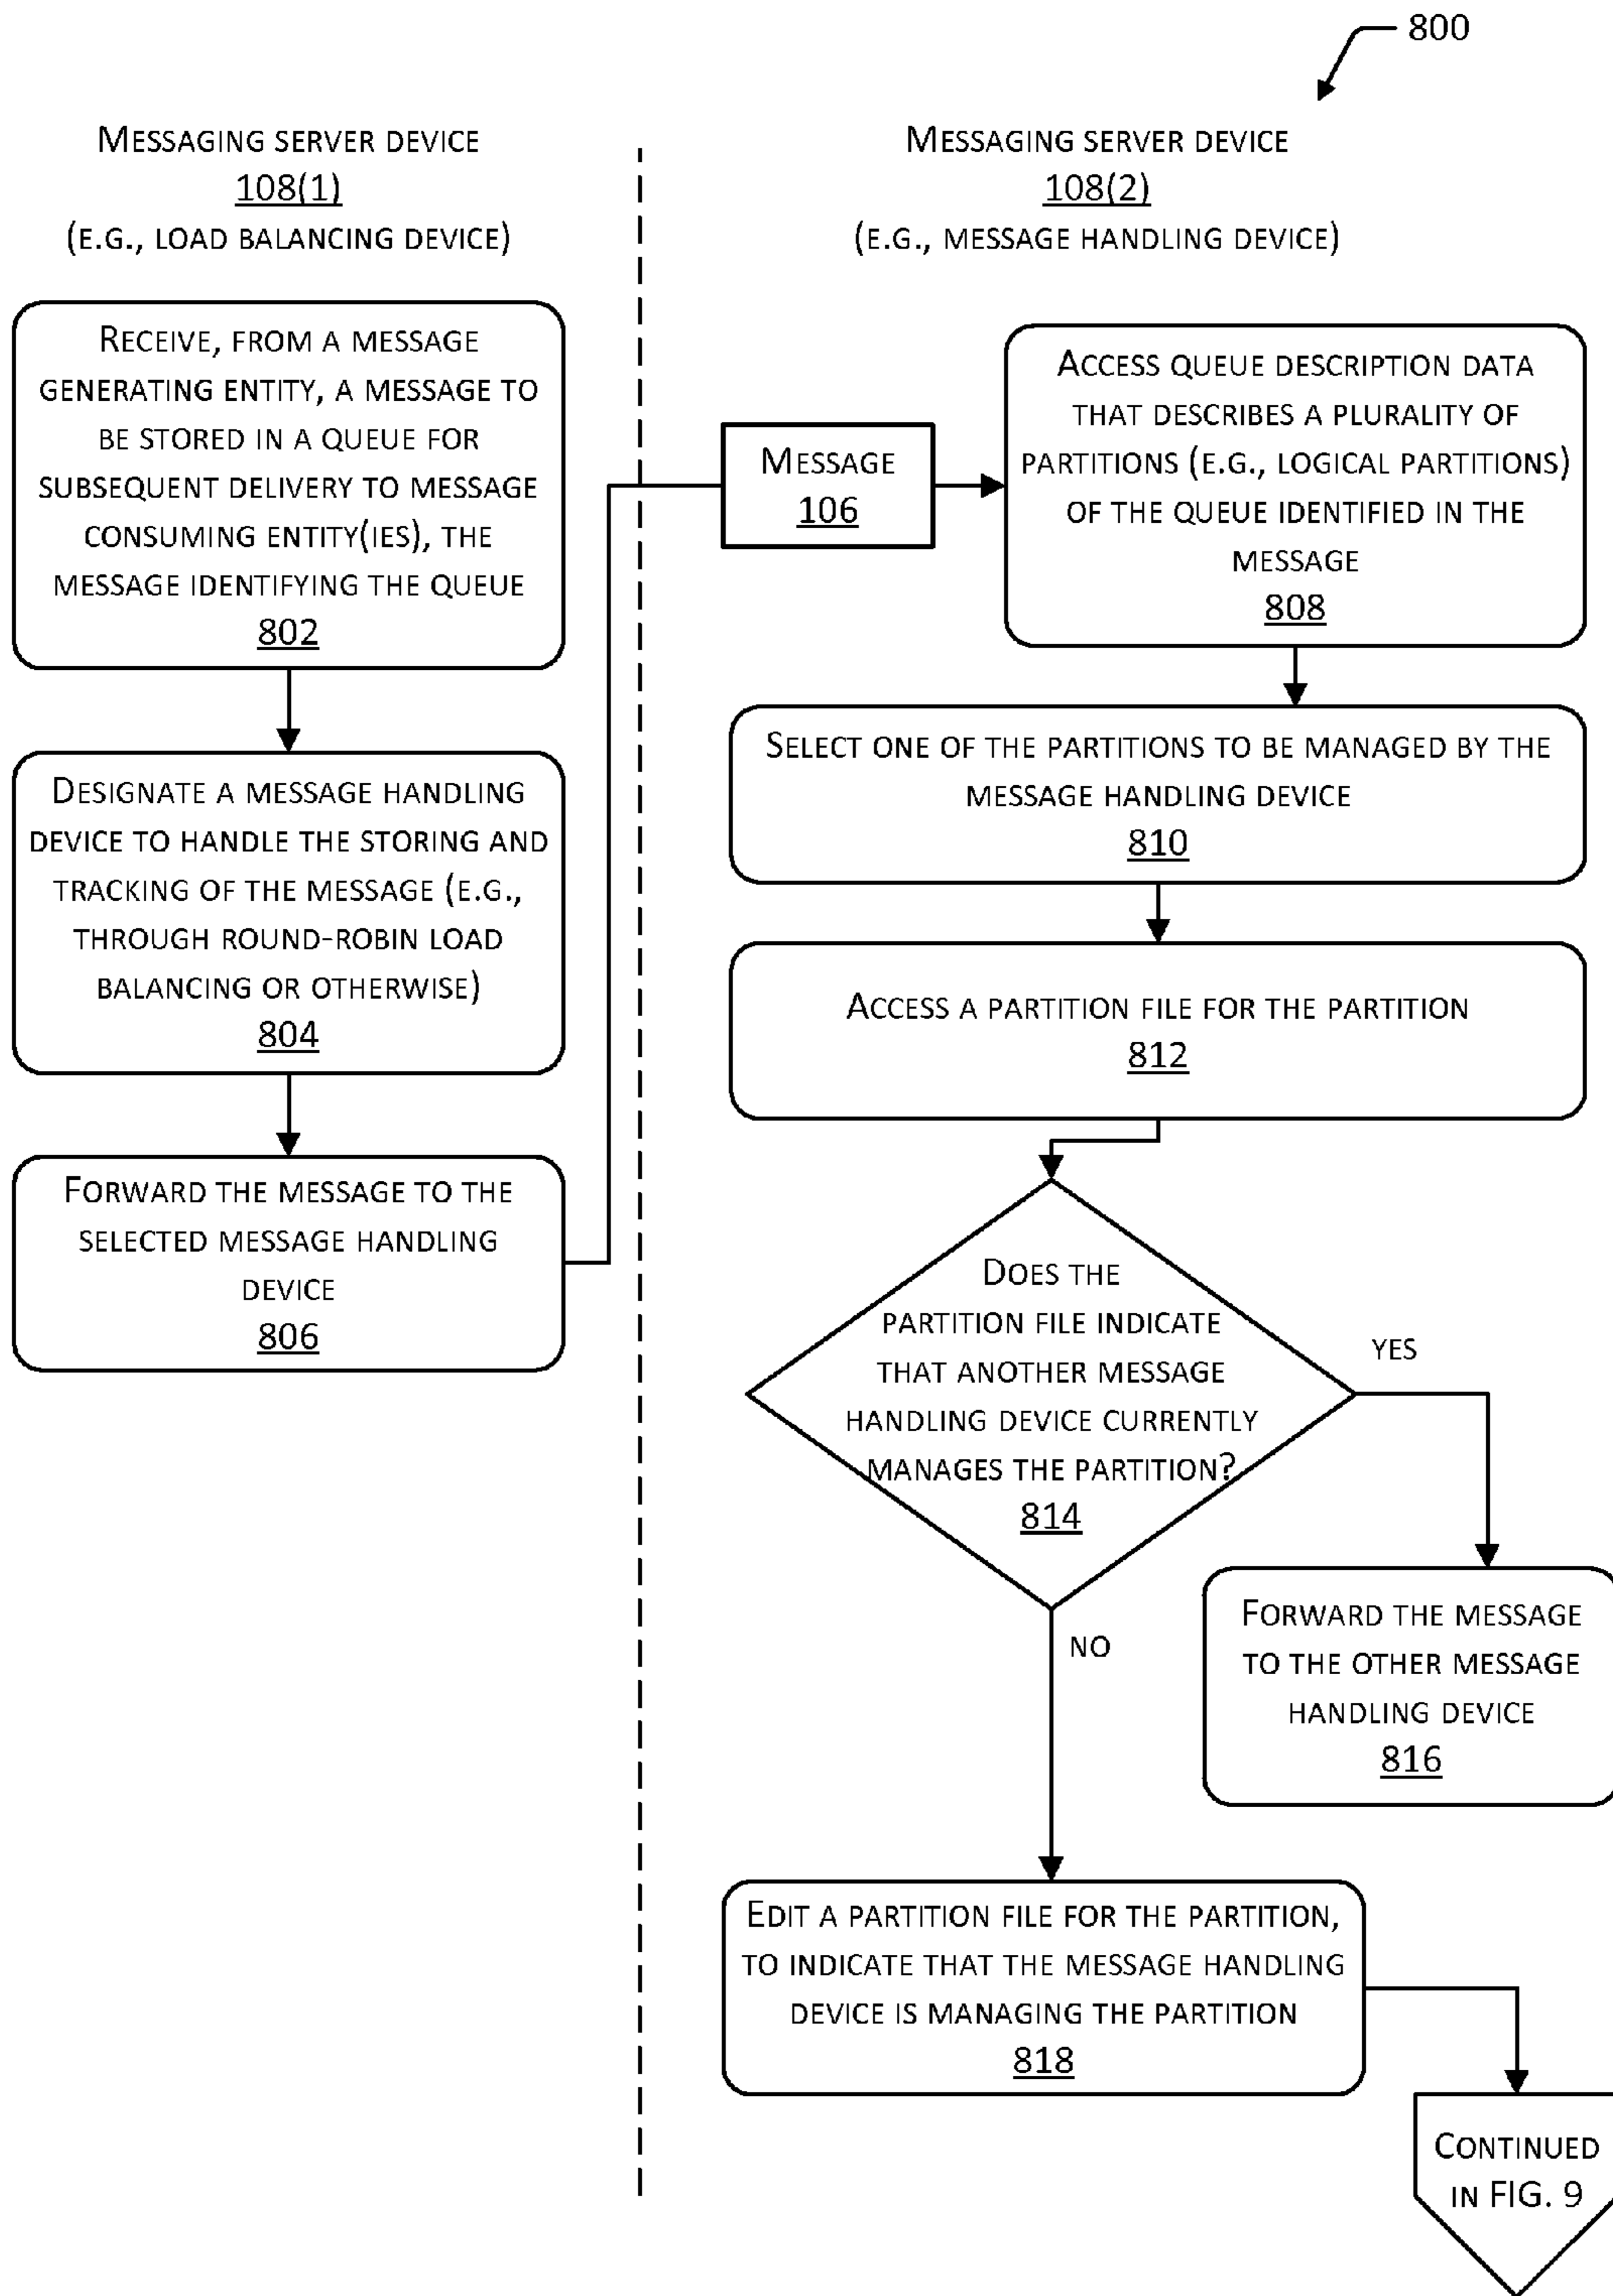 800
Messaging server device
108(1)
(e.g., load balancing device)
Messaging server device
108(2)
(e.g., message handling device)
Receive, from a message
generating entity, a message to
be stored in a queue for
subsequent delivery to message
consuming entity(ies), the
message identifying the queue
802
Designate a message handling
device to handle the storing and
tracking of the message (e.g.,
through round-robin load
balancing or otherwise)
804
Forward the message to the
selected message handling
device
806
Message
106
Access queue description data
that describes a plurality of
partitions (e.g., logical partitions)
of the queue identified in the
message
808
Select one of the partitions to be managed by the
message handling device
810
Access a partition file for the partition
812
Does the
partition file indicate
that another message
handling device currently
manages the partition?
814
yes
Forward the message
to the other message
handling device
816
no
Edit a partition file for the partition,
to indicate that the message handling
device is managing the partition
818
Continued
in FIG. 9